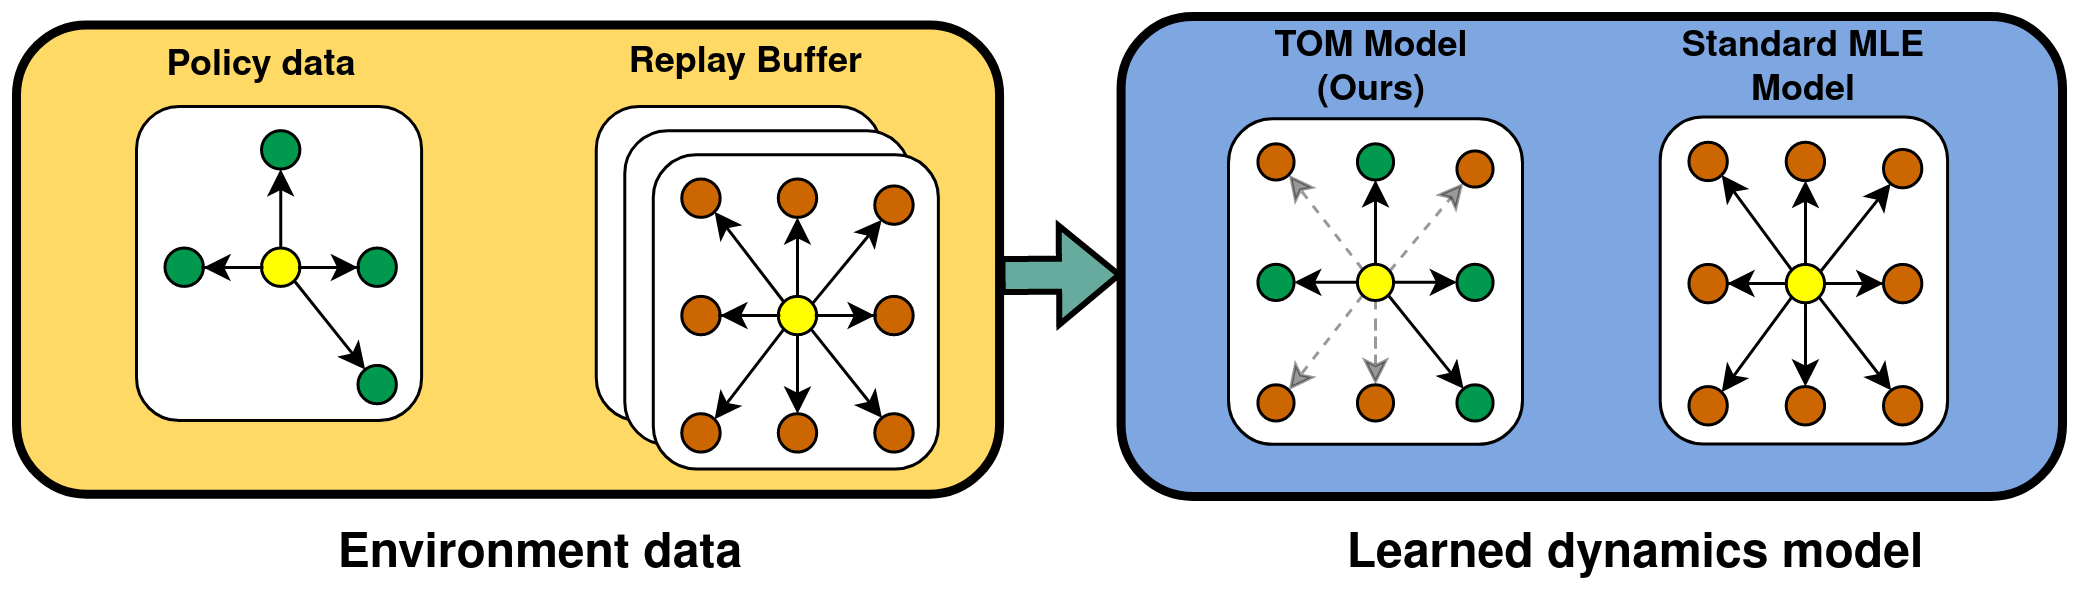 Policy data
Replay Buffer
TOM Model
(Ours)
Standard MLE
Model
Environment data
Learned dynamics model